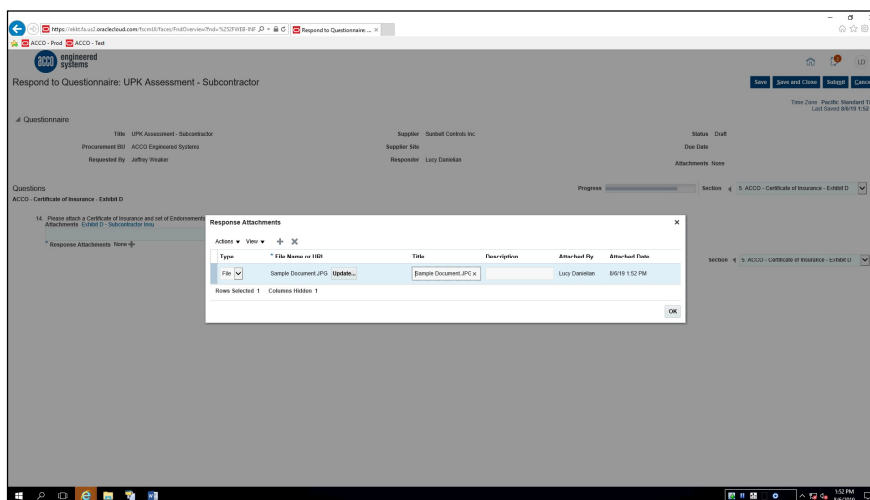 https://ekkt.fa.us2.oraclecloud.com/fscmUI/faces/FndOverview?fnd=%252FWEB-INF
Respond to Questionnaire: ... ×
ACCO - Prod ACCO - Test
acco engineered systems
2 LD
Respond to Questionnaire: UPK Assessment - Subcontractor
Save Save and Close Submit Cance
Time Zone Pacific Standard Ti
Last Saved 8/6/19 1:52
Questionnaire
Title UPK Assessment - Subcontractor Supplier Sunbelt Controls Inc Status Draft
Procurement BU ACCO Engineered Systems Supplier Site Due Date
Requested By Jeffrey Weaker Responder Lucy Danielian Attachments None
Questions Progress Section 5. ACCO - Certificate of Insurance - Exhibit D
ACCO - Certificate of Insurance - Exhibit D
14. Please attach a Certificate of Insurance and set of Endorsements
Attachments Exhibit D - Subcontractor Insu
* Response Attachments None
Section 5. ACCO - Certificate of Insurance - Exhibit D
Response Attachments ×
Actions View
Type * File Name or URL Title Description Attached By Attached Date
File Sample Document.JPG Update... Sample Document.JPG × Lucy Danielian 8/6/19 1:52 PM
Rows Selected 1 Columns Hidden 1
OK
1:52 PM
8/6/2019